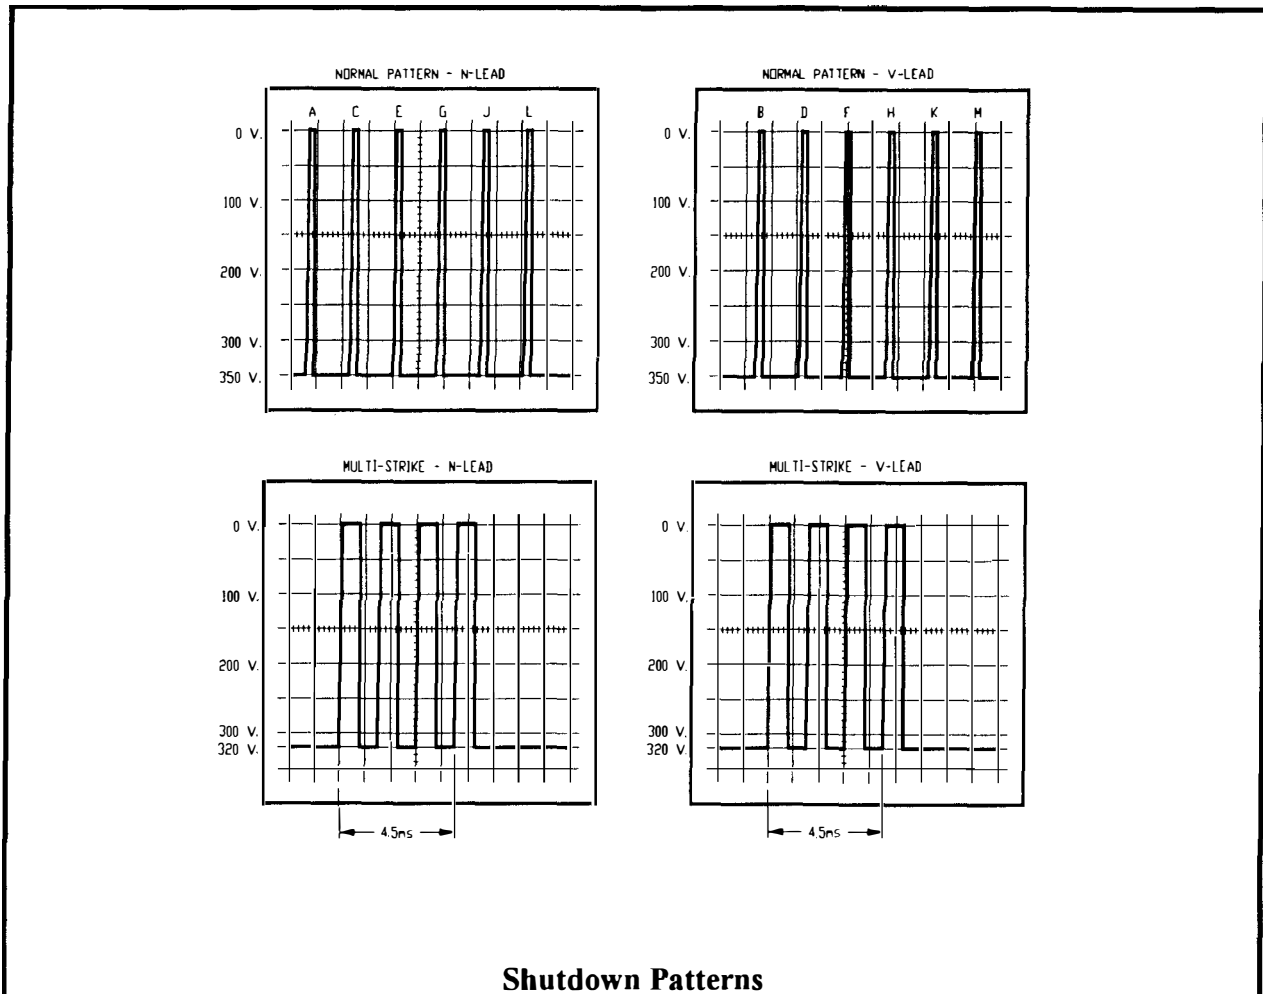 NORMAL PATTERN - N-LEAD
A C E G J L
0 V.
100 V.
200 V.
300 V.
350 V.
NORMAL PATTERN - V-LEAD
B D F H K M
0 V.
100 V.
200 V.
300 V.
350 V.
MULTI-STRIKE - N-LEAD
0 V.
100 V.
200 V.
300 V.
320 V.
4.5ms
MULTI-STRIKE - V-LEAD
0 V.
100 V.
200 V.
300 V.
320 V.
4.5ms
Shutdown Patterns